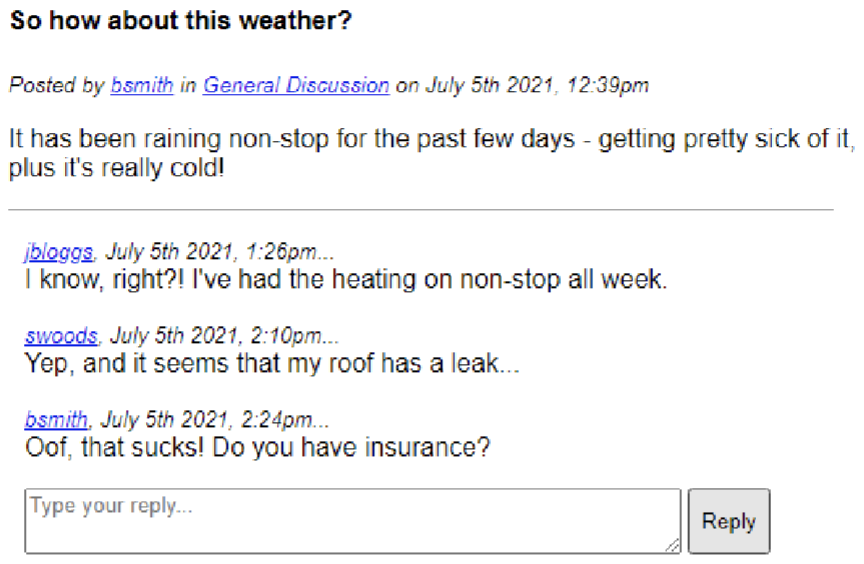 So how about this weather?
Posted by bsmith in General Discussion on July 5th 2021, 12:39pm
It has been raining non-stop for the past few days - getting pretty sick of it,
plus it's really cold!
jbloggs, July 5th 2021, 1:26pm...
I know, right?! I've had the heating on non-stop all week.
swoods, July 5th 2021, 2:10pm...
Yep, and it seems that my roof has a leak...
bsmith, July 5th 2021, 2:24pm...
Oof, that sucks! Do you have insurance?
Type your reply...
Reply